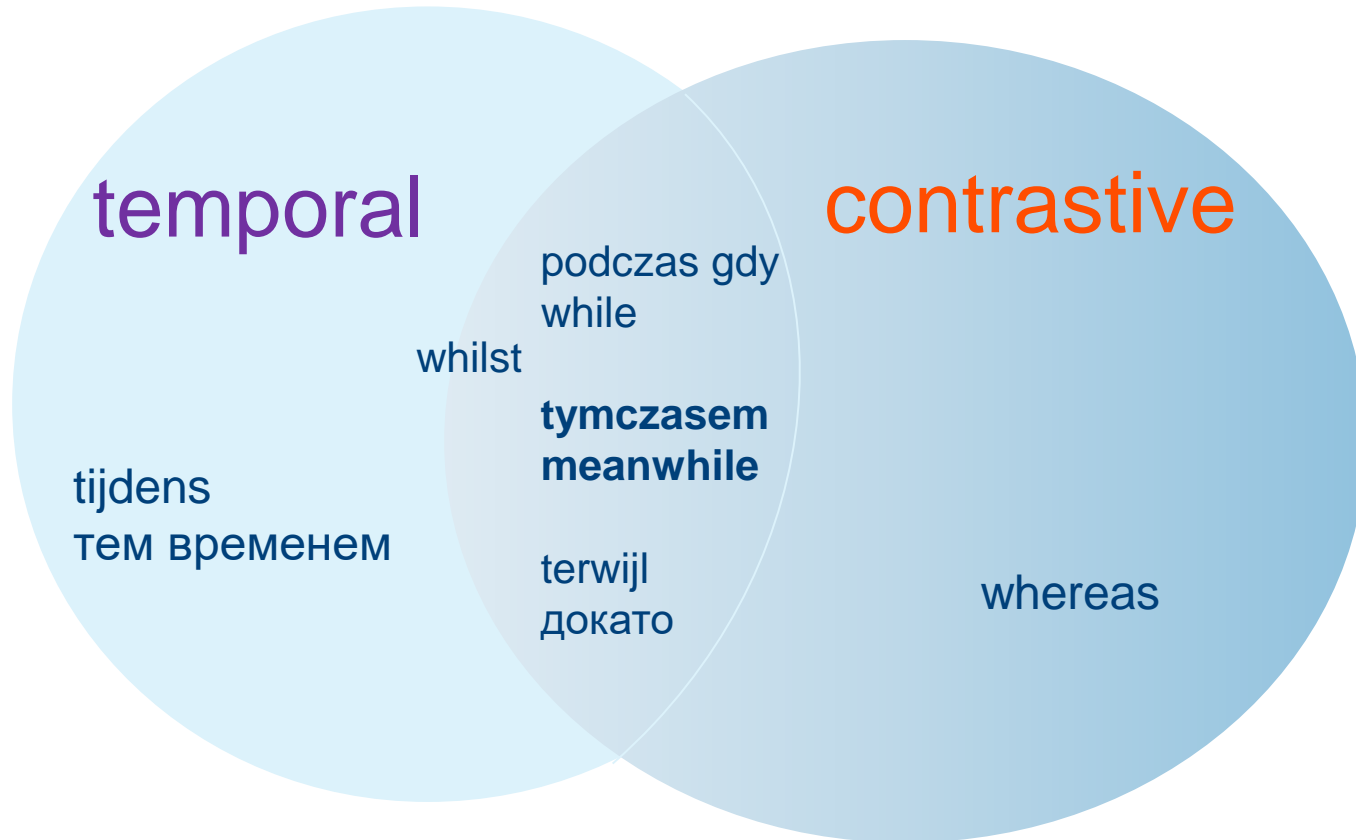 temporal
contrastive
podczas gdy
while
whilst
tymczasem
meanwhile
tijdens
тем временем
terwijl
докато
whereas